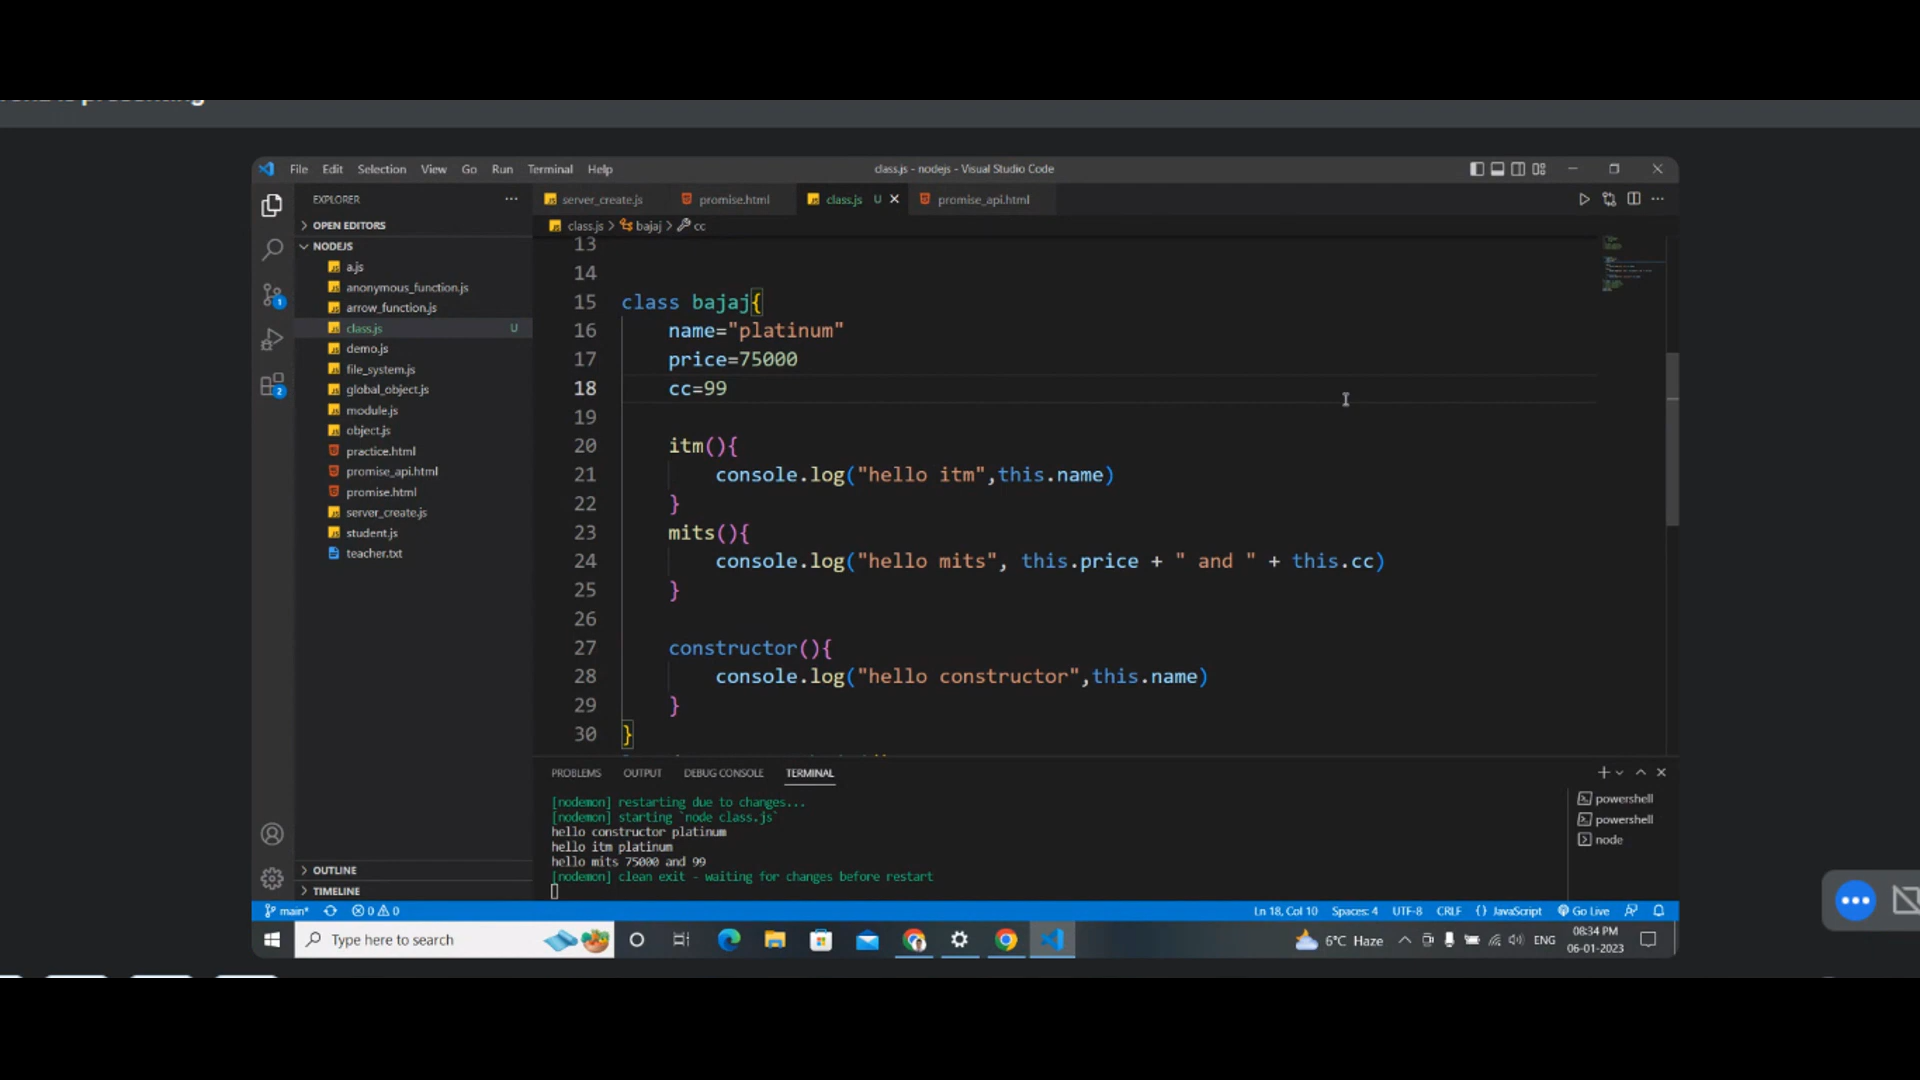 File Edit Selection View Go Run Terminal Help
class.js - nodejs - Visual Studio Code
EXPLORER
OPEN EDITORS
NODEJS
a.js
anonymous_function.js
arrow_function.js
class.js U
demo.js
file_system.js
global_object.js
module.js
object.js
practice.html
promise_api.html
promise.html
server_create.js
student.js
teacher.txt
OUTLINE
TIMELINE
server_create.js promise.html class.js U promise_api.html
class.js > bajaj > cc
13
14
15 class bajaj{
16 name="platinum"
17 price=75000
18 cc=99
19
20 itm(){
21 console.log("hello itm",this.name)
22 }
23 mits(){
24 console.log("hello mits", this.price + " and " + this.cc)
25 }
26
27 constructor(){
28 console.log("hello constructor",this.name)
29 }
30 }
PROBLEMS OUTPUT DEBUG CONSOLE TERMINAL
[nodemon] restarting due to changes...
[nodemon] starting `node class.js`
hello constructor platinum
hello itm platinum
hello mits 75000 and 99
[nodemon] clean exit - waiting for changes before restart
powershell
powershell
node
main* 0 0 Ln 18, Col 10 Spaces: 4 UTF-8 CRLF {} JavaScript Go Live
Type here to search
6°C Haze ENG
08:34 PM
06-01-2023
1
2